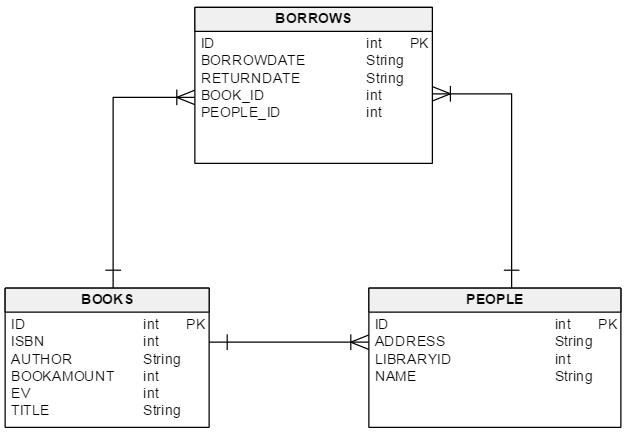 BORROWS
ID int PK
BORROWDATE String
RETURNDATE String
BOOK_ID int
PEOPLE_ID int
BOOKS
ID int PK
ISBN int
AUTHOR String
BOOKAMOUNT int
EV int
TITLE String
PEOPLE
ID int PK
ADDRESS String
LIBRARYID int
NAME String